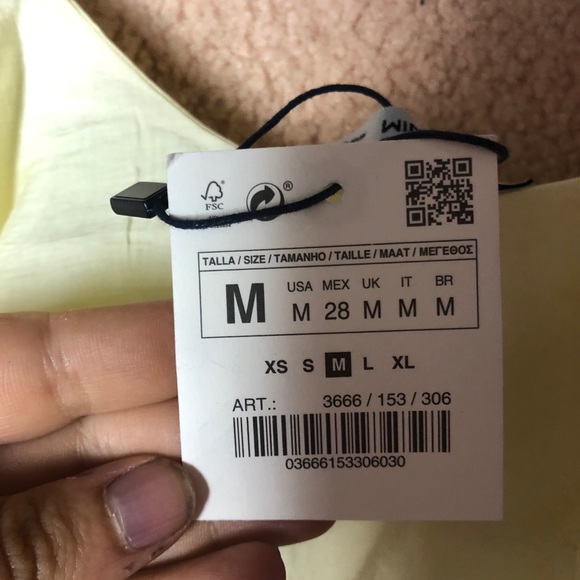 FSC
®
TALLA / SIZE / TAMANHO / TAILLE / MAAT / ΜΕΓΕΘΟΣ
M
USA MEX UK IT BR
M 28 M M M
XS S M L XL
ART.: 3666 / 153 / 306
03666153306030